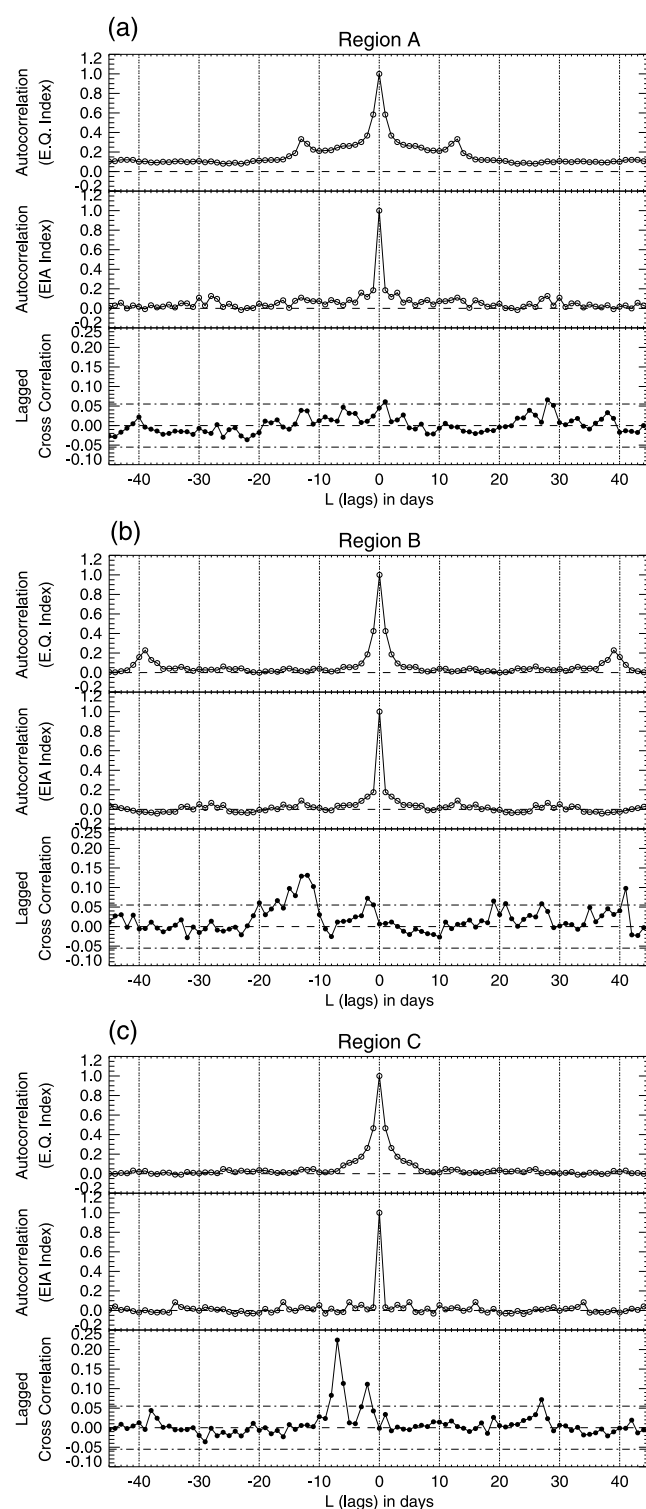 (a)
Region A
Autocorrelation
(E.Q. Index)
1.2
1.0
0.8
0.6
0.4
0.2
0.0
-0.2
Autocorrelation
(EIA Index)
1.0
0.8
0.6
0.4
0.2
0.0
-0.2
Lagged
Cross Correlation
0.25
0.20
0.15
0.10
0.05
0.00
-0.05
-0.10
-40 -30 -20 -10 0 10 20 30 40
L (lags) in days
(b)
Region B
Autocorrelation
(E.Q. Index)
1.2
1.0
0.8
0.6
0.4
0.2
0.0
-0.2
Autocorrelation
(EIA Index)
1.0
0.8
0.6
0.4
0.2
0.0
-0.2
Lagged
Cross Correlation
0.25
0.20
0.15
0.10
0.05
0.00
-0.05
-0.10
-40 -30 -20 -10 0 10 20 30 40
L (lags) in days
(c)
Region C
Autocorrelation
(E.Q. Index)
1.2
1.0
0.8
0.6
0.4
0.2
0.0
-0.2
Autocorrelation
(EIA Index)
1.0
0.8
0.6
0.4
0.2
0.0
-0.2
Lagged
Cross Correlation
0.25
0.20
0.15
0.10
0.05
0.00
-0.05
-0.10
-40 -30 -20 -10 0 10 20 30 40
L (lags) in days